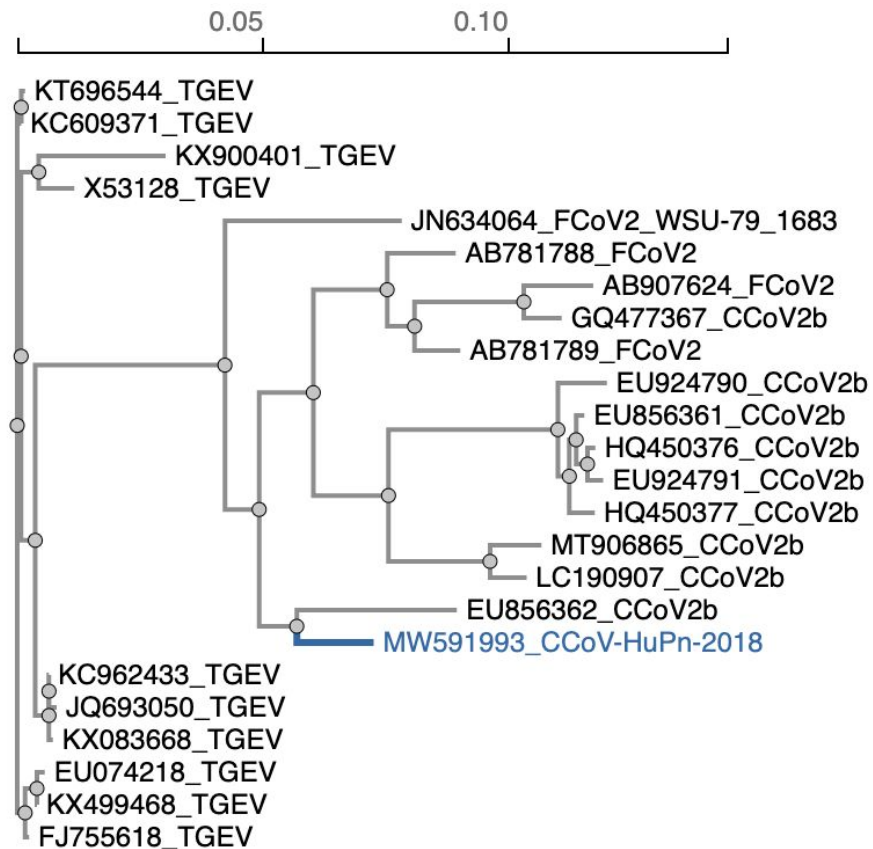 0.05 0.10
KT696544_TGEV
KC609371_TGEV
KX900401_TGEV
X53128_TGEV
JN634064_FCoV2_WSU-79_1683
AB781788_FCoV2
AB907624_FCoV2
GQ477367_CCoV2b
AB781789_FCoV2
EU924790_CCoV2b
EU856361_CCoV2b
HQ450376_CCoV2b
EU924791_CCoV2b
HQ450377_CCoV2b
MT906865_CCoV2b
LC190907_CCoV2b
EU856362_CCoV2b
MW591993_CCoV-HuPn-2018
KC962433_TGEV
JQ693050_TGEV
KX083668_TGEV
EU074218_TGEV
KX499468_TGEV
FJ755618_TGEV